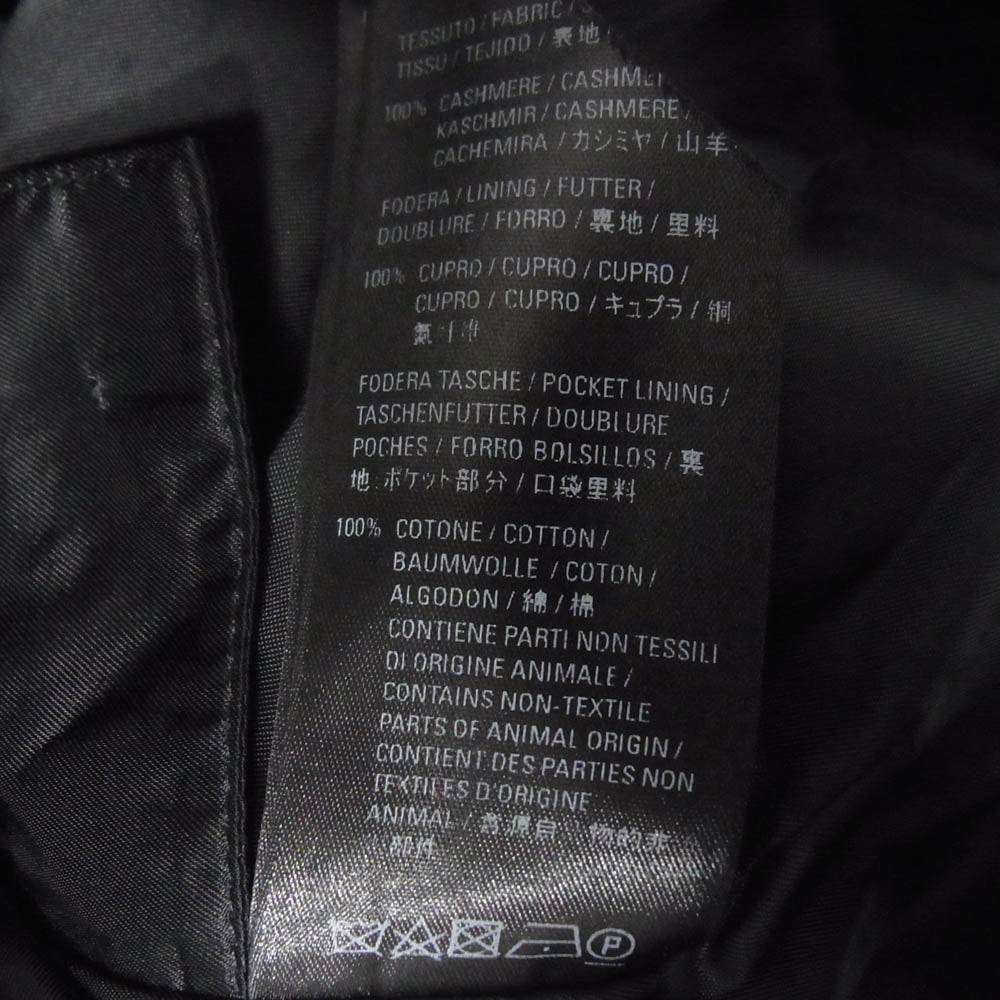 TESSUTO / FABRIC /
TISSU / TEJIDO / 裏地
100% CASHMERE /
KASCHMIR / CASHMERE /
CACHEMIRA / カシミヤ / 山羊
FODERA / LINING / FUTTER /
DOUBLURE / FORRO / 裏地 / 里料
100% CUPRO / CUPRO / CUPRO /
CUPRO / CUPRO / キュプラ / 铜
氨
FODERA TASCHE / POCKET LINING /
TASCHENFUTTER / DOUBLURE
POCHES / FORRO BOLSILLOS / 裏
地:ポケット部分 / 口袋里料
100% COTONE / COTTON /
BAUMWOLLE / COTON /
ALGODON / 綿 / 棉
CONTIENE PARTI NON TESSILI
DI ORIGINE ANIMALE /
CONTAINS NON-TEXTILE
PARTS OF ANIMAL ORIGIN /
CONTIENT DES PARTIES NON
TEXTILES D'ORIGINE
ANIMAL / 物的非
部件
P